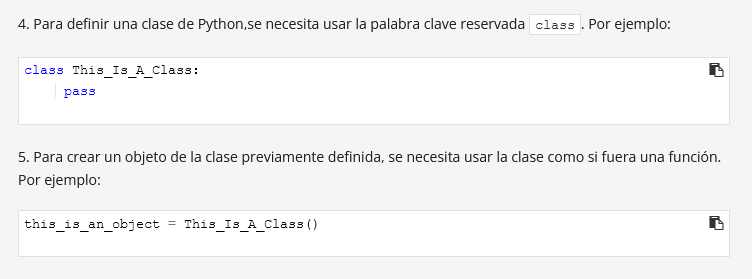 4. Para definir una clase de Python,se necesita usar la palabra clave reservada class. Por ejemplo:
class This_Is_A_Class:
    pass
5. Para crear un objeto de la clase previamente definida, se necesita usar la clase como si fuera una función.
Por ejemplo:
this_is_an_object = This_Is_A_Class()